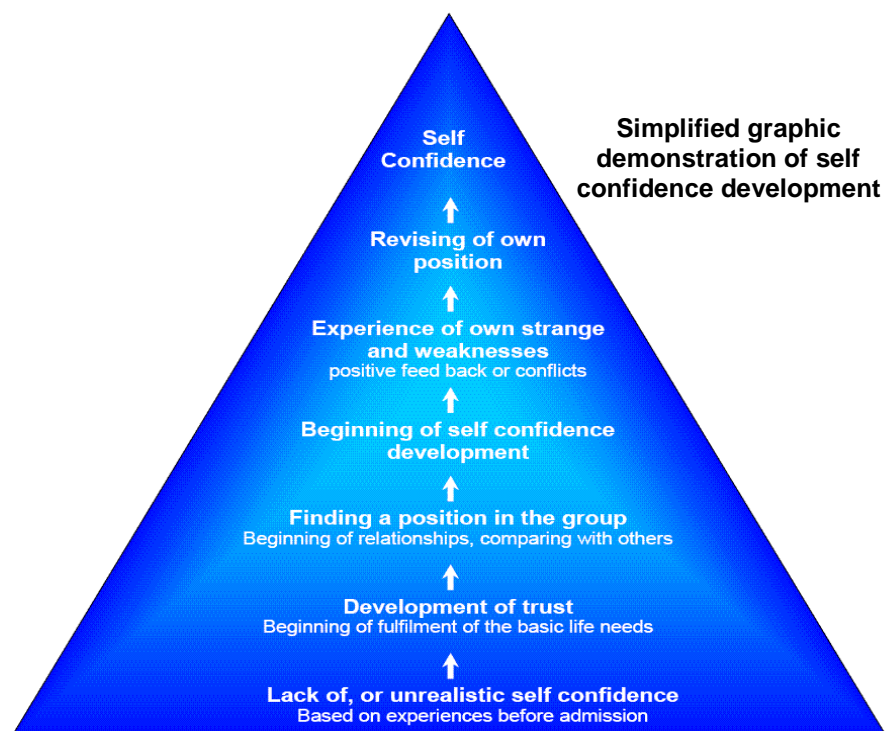 Simplified graphic
demonstration of self
confidence development
Self
Confidence
Revising of own
position
Experience of own strange
and weaknesses
positive feed back or conflicts
Beginning of self confidence
development
Finding a position in the group
Beginning of relationships, comparing with others
Development of trust
Beginning of fulfilment of the basic life needs
Lack of, or unrealistic self confidence
Based on experiences before admission